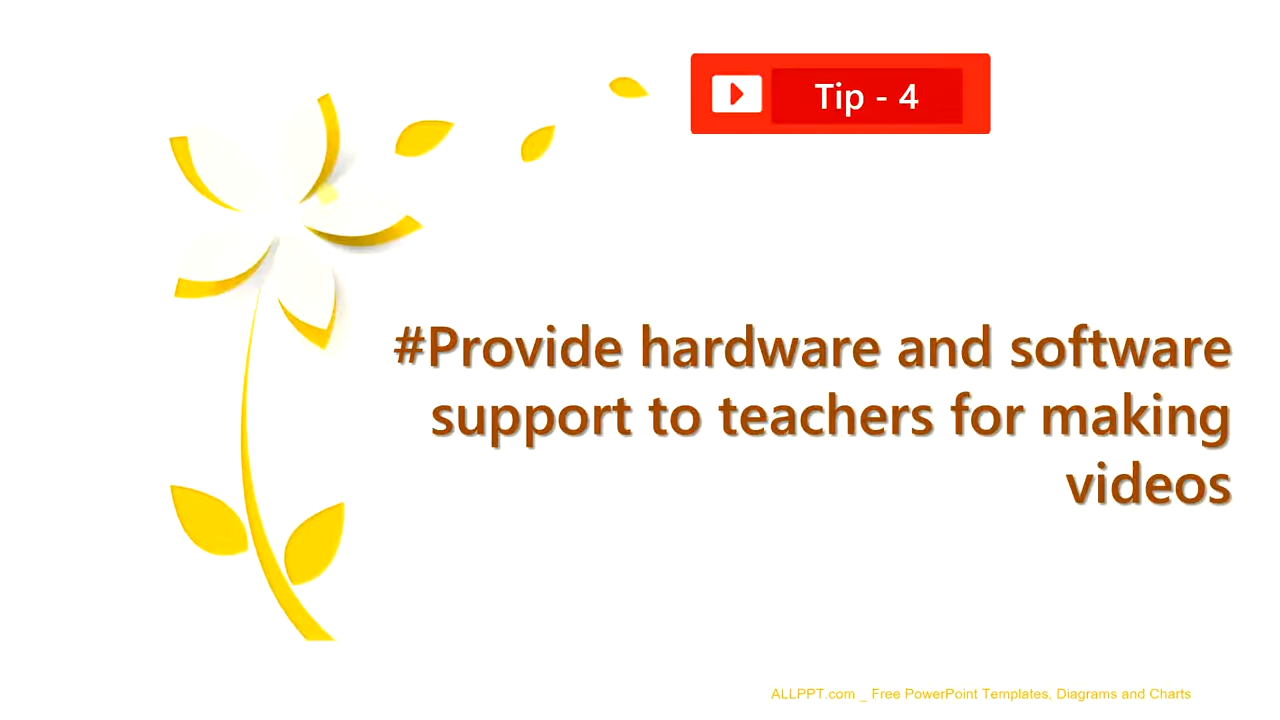 Tip - 4
#Provide hardware and software
support to teachers for making
videos
ALLPPT.com _ Free PowerPoint Templates, Diagrams and Charts